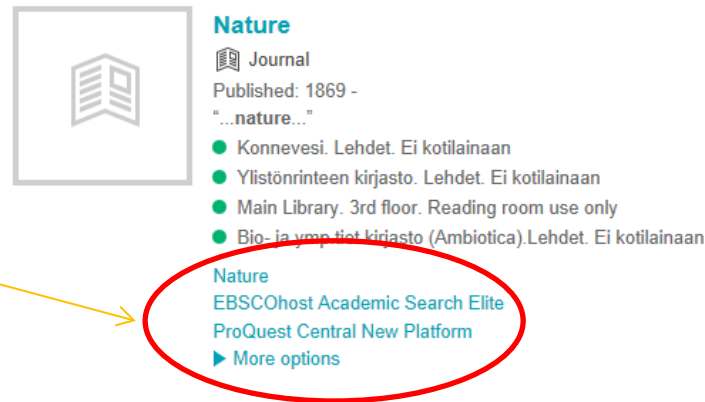 Nature
Journal
Published: 1869 -
"...nature..."
Konnevesi. Lehdet. Ei kotilainaan
Ylistönrinteen kirjasto. Lehdet. Ei kotilainaan
Main Library. 3rd floor. Reading room use only
Bio- ja ymp.tiet.kirjasto (Ambiotica).Lehdet. Ei kotilainaan
Nature
EBSCOhost Academic Search Elite
ProQuest Central New Platform
More options